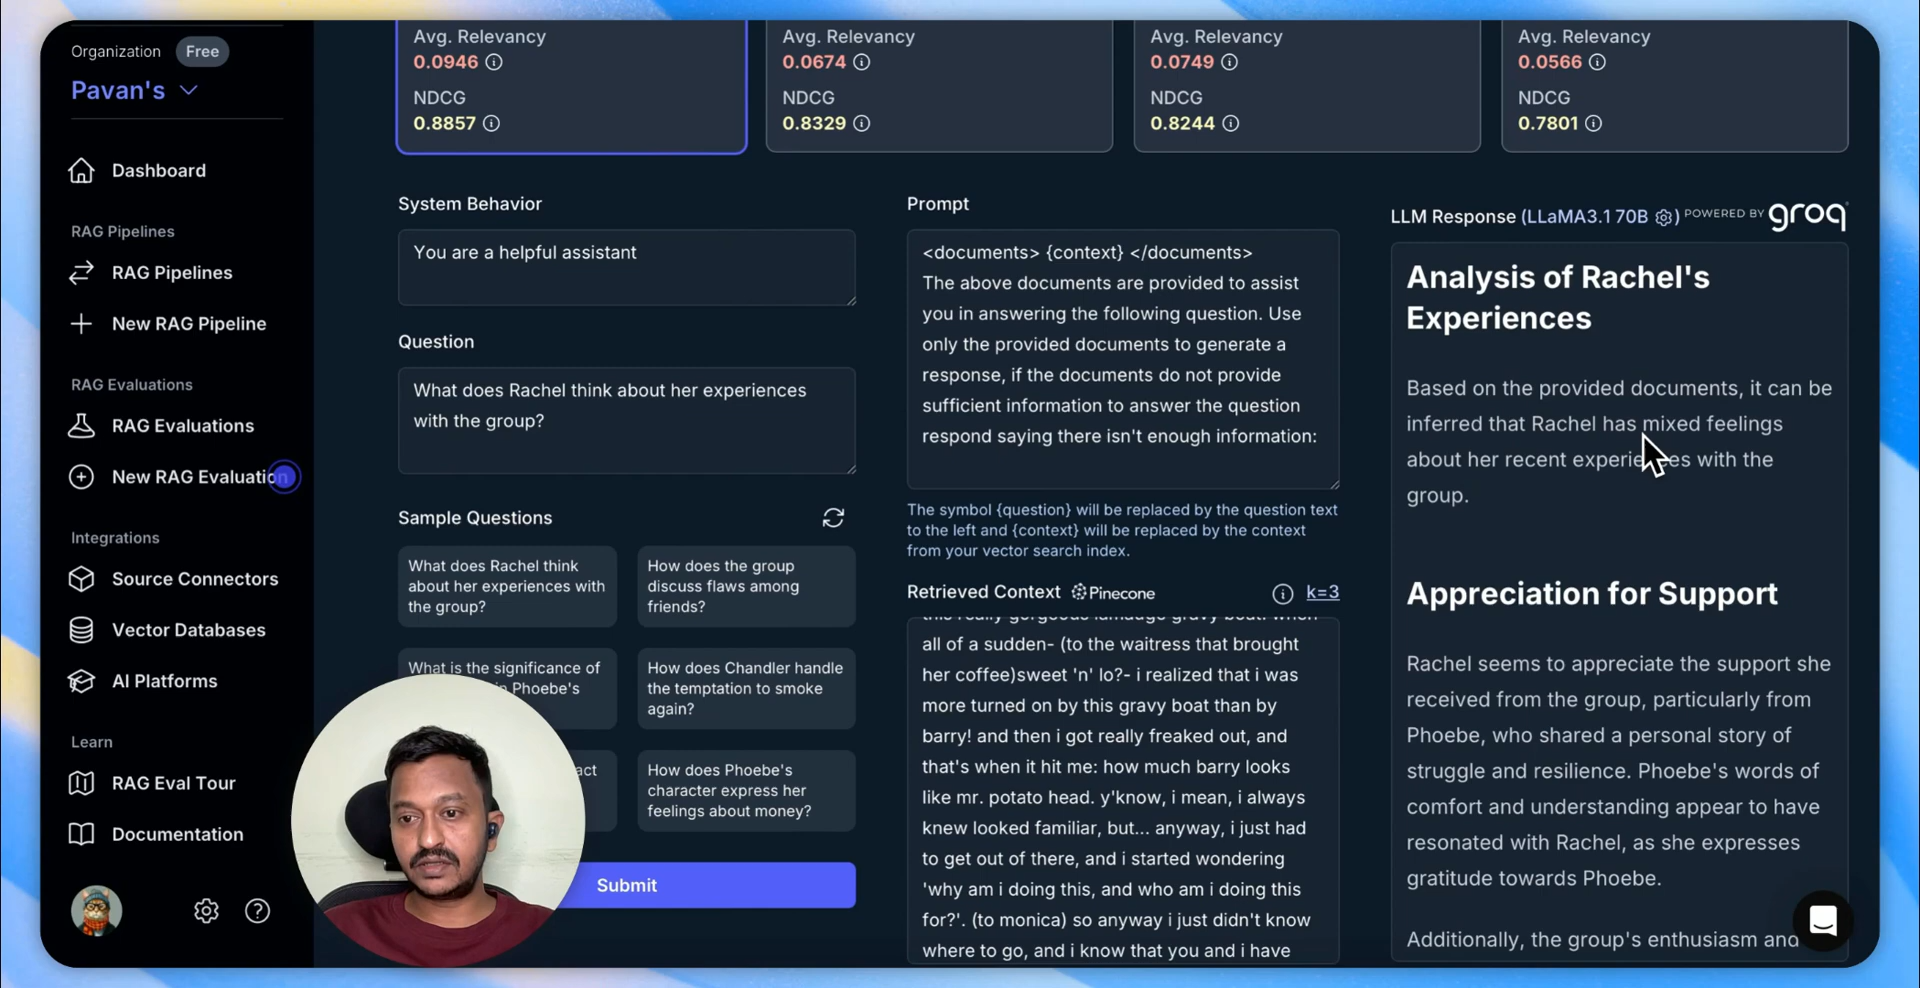 Organization Free
Pavan's
Dashboard
RAG Pipelines
RAG Pipelines
New RAG Pipeline
RAG Evaluations
RAG Evaluations
New RAG Evaluation
Integrations
Source Connectors
Vector Databases
AI Platforms
Learn
RAG Eval Tour
Documentation
Avg. Relevancy
0.0946
NDCG
0.8857
Avg. Relevancy
0.0674
NDCG
0.8329
Avg. Relevancy
0.0749
NDCG
0.8244
Avg. Relevancy
0.0566
NDCG
0.7801
System Behavior
You are a helpful assistant
Question
What does Rachel think about her experiences
with the group?
Sample Questions
What does Rachel think
about her experiences with
the group?
How does the group
discuss flaws among
friends?
What is the significance of
in Phoebe's
How does Chandler handle
the temptation to smoke
again?
How does Phoebe's
character express her
feelings about money?
Submit
Prompt
<documents> {context} </documents>
The above documents are provided to assist
you in answering the following question. Use
only the provided documents to generate a
response, if the documents do not provide
sufficient information to answer the question
respond saying there isn't enough information:
The symbol {question} will be replaced by the question text
to the left and {context} will be replaced by the context
from your vector search index.
Retrieved Context Pinecone k=3
this really gorgeous lamauge gravy boat. when
all of a sudden- (to the waitress that brought
her coffee)sweet 'n' lo?- i realized that i was
more turned on by this gravy boat than by
barry! and then i got really freaked out, and
that's when it hit me: how much barry looks
like mr. potato head. y'know, i mean, i always
knew looked familiar, but... anyway, i just had
to get out of there, and i started wondering
'why am i doing this, and who am i doing this
for?'. (to monica) so anyway i just didn't know
where to go, and i know that you and i have
LLM Response (LLaMA3.1 70B ) POWERED BY groq
Analysis of Rachel's
Experiences
Based on the provided documents, it can be
inferred that Rachel has mixed feelings
about her recent experiences with the
group.
Appreciation for Support
Rachel seems to appreciate the support she
received from the group, particularly from
Phoebe, who shared a personal story of
struggle and resilience. Phoebe's words of
comfort and understanding appear to have
resonated with Rachel, as she expresses
gratitude towards Phoebe.
Additionally, the group's enthusiasm and